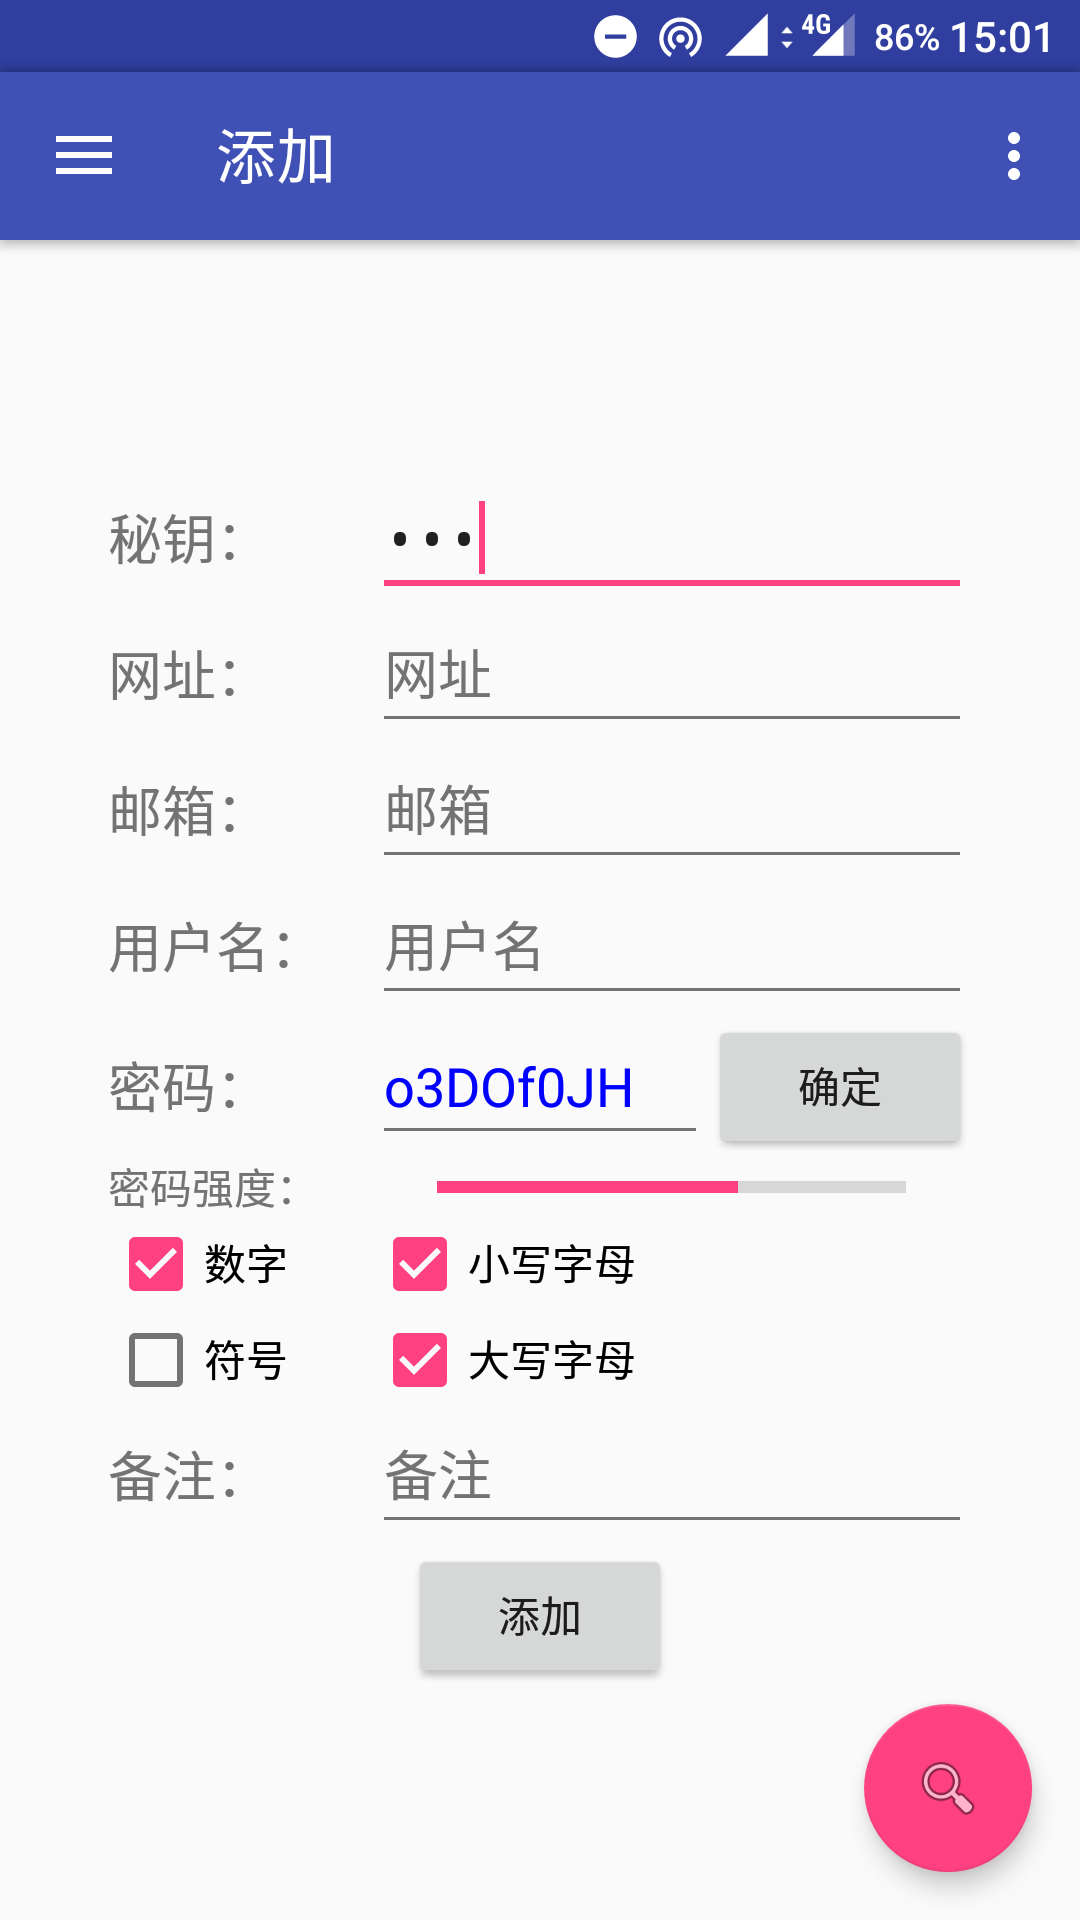 4G 86% 15:01
添加
秘钥： •••
网址： 网址
邮箱： 邮箱
用户名： 用户名
密码： o3DOf0JH 确定
密码强度：
数字 小写字母
符号 大写字母
备注： 备注
添加